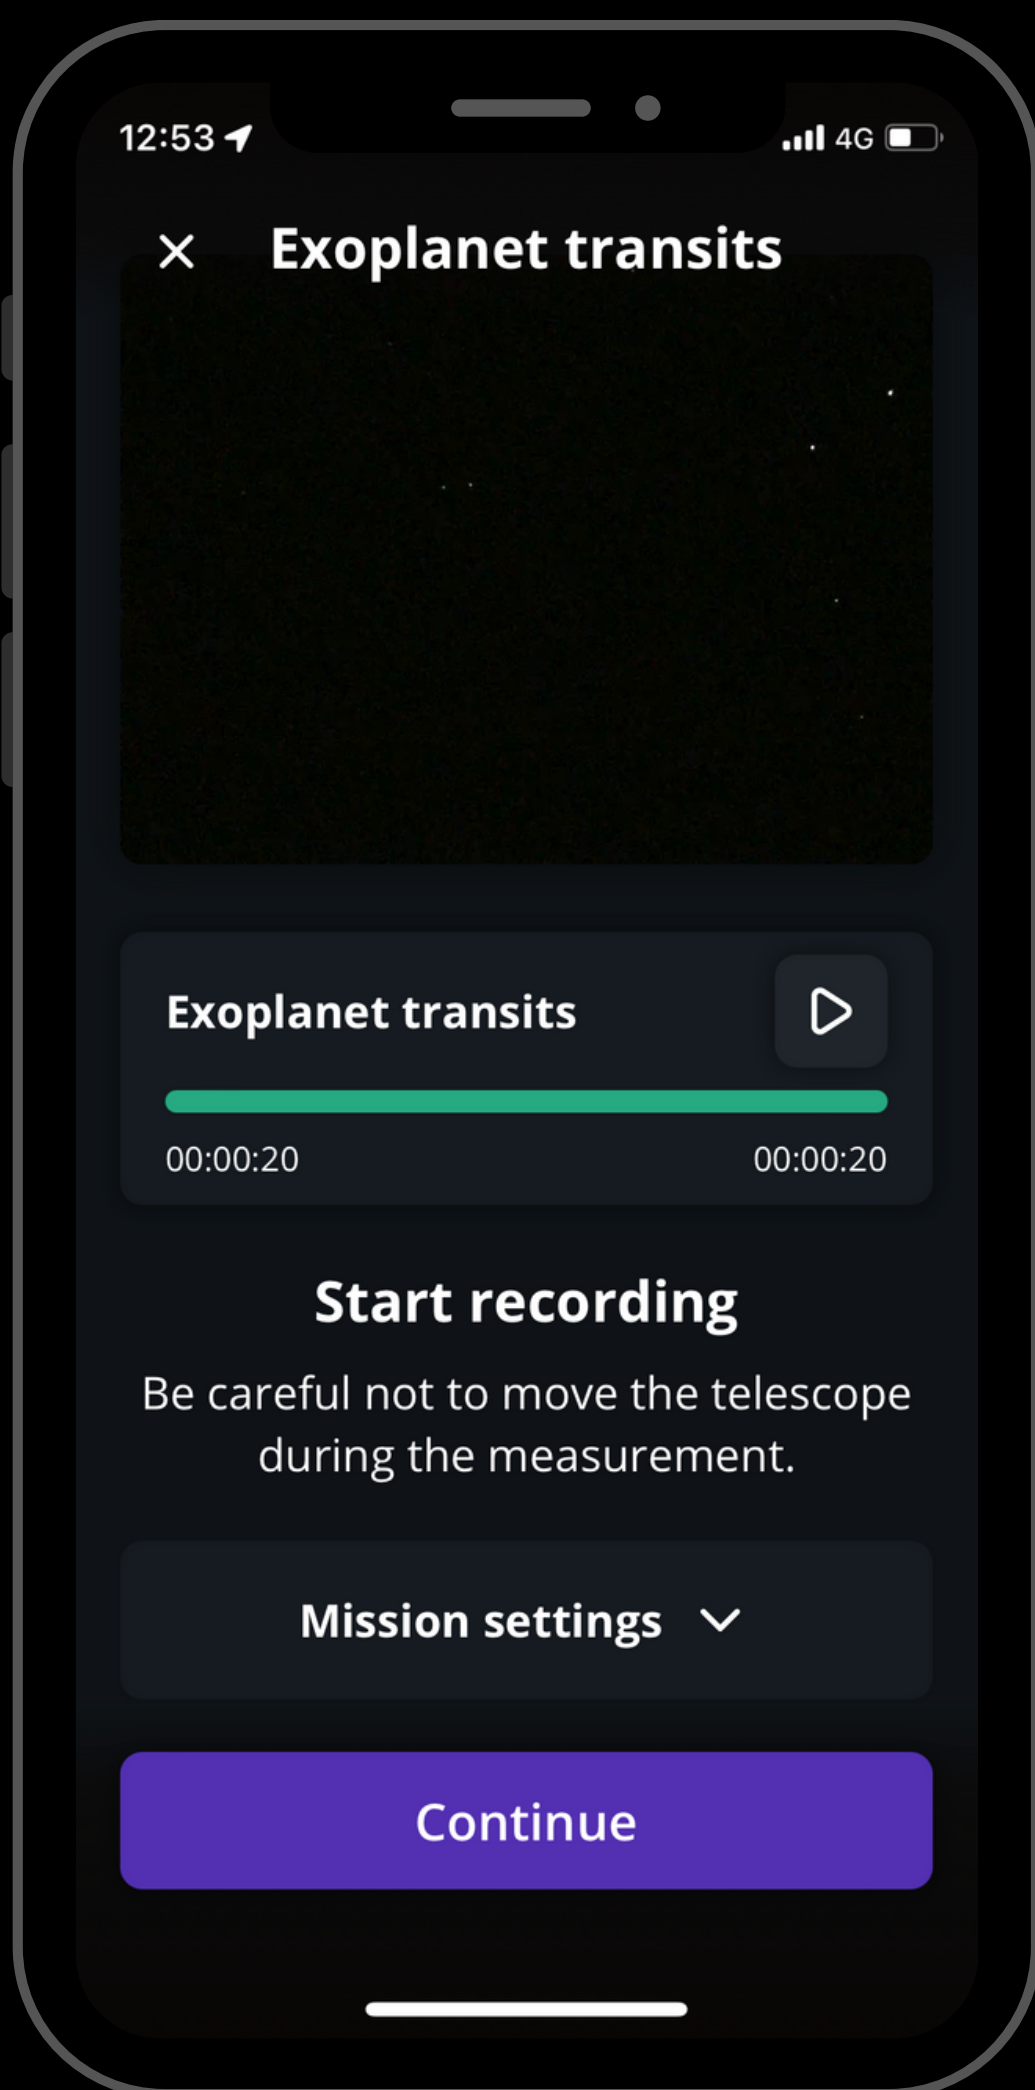 12:53
4G
Exoplanet transits
Exoplanet transits
00:00:20
00:00:20
Start recording
Be careful not to move the telescope
during the measurement.
Mission settings
Continue